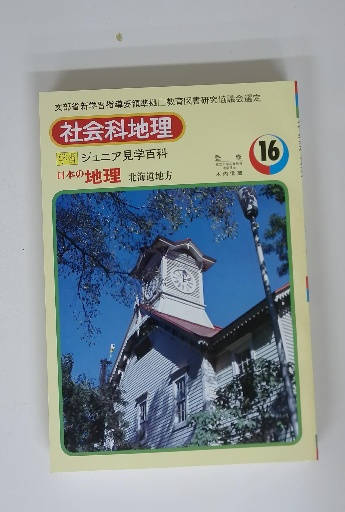 文部省新学習指導要領準拠 教育図書研究協議会選定
社会科地理
ジュニア見学百科
16
日本の地理 北海道地方